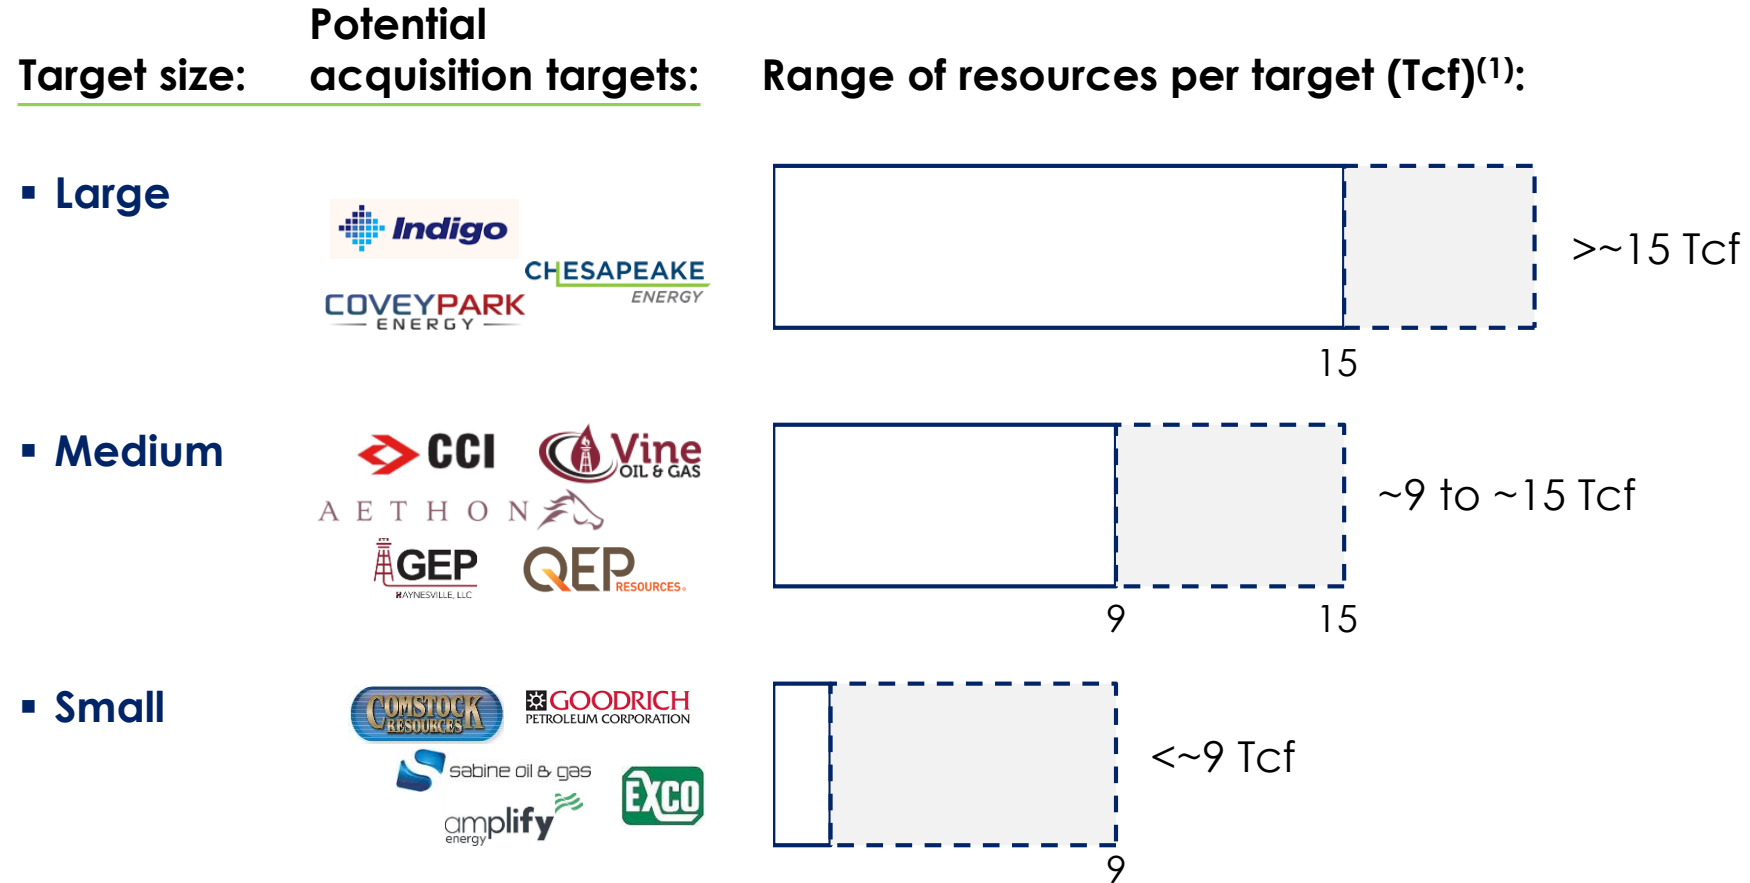 Potential
Target size: acquisition targets: Range of resources per target (Tcf)(1):
▪ Large
Indigo
CHESAPEAKE
ENERGY
COVEYPARK
ENERGY
>~15 Tcf
15
▪ Medium
CCI
Vine
OIL & GAS
AETHON
GEP
HAYNESVILLE, LLC
QEP
RESOURCES
~9 to ~15 Tcf
9 15
▪ Small
COMSTOCK
RESOURCES
GOODRICH
PETROLEUM CORPORATION
sabine oil & gas
EXCO
amplify
energy
<~9 Tcf
9